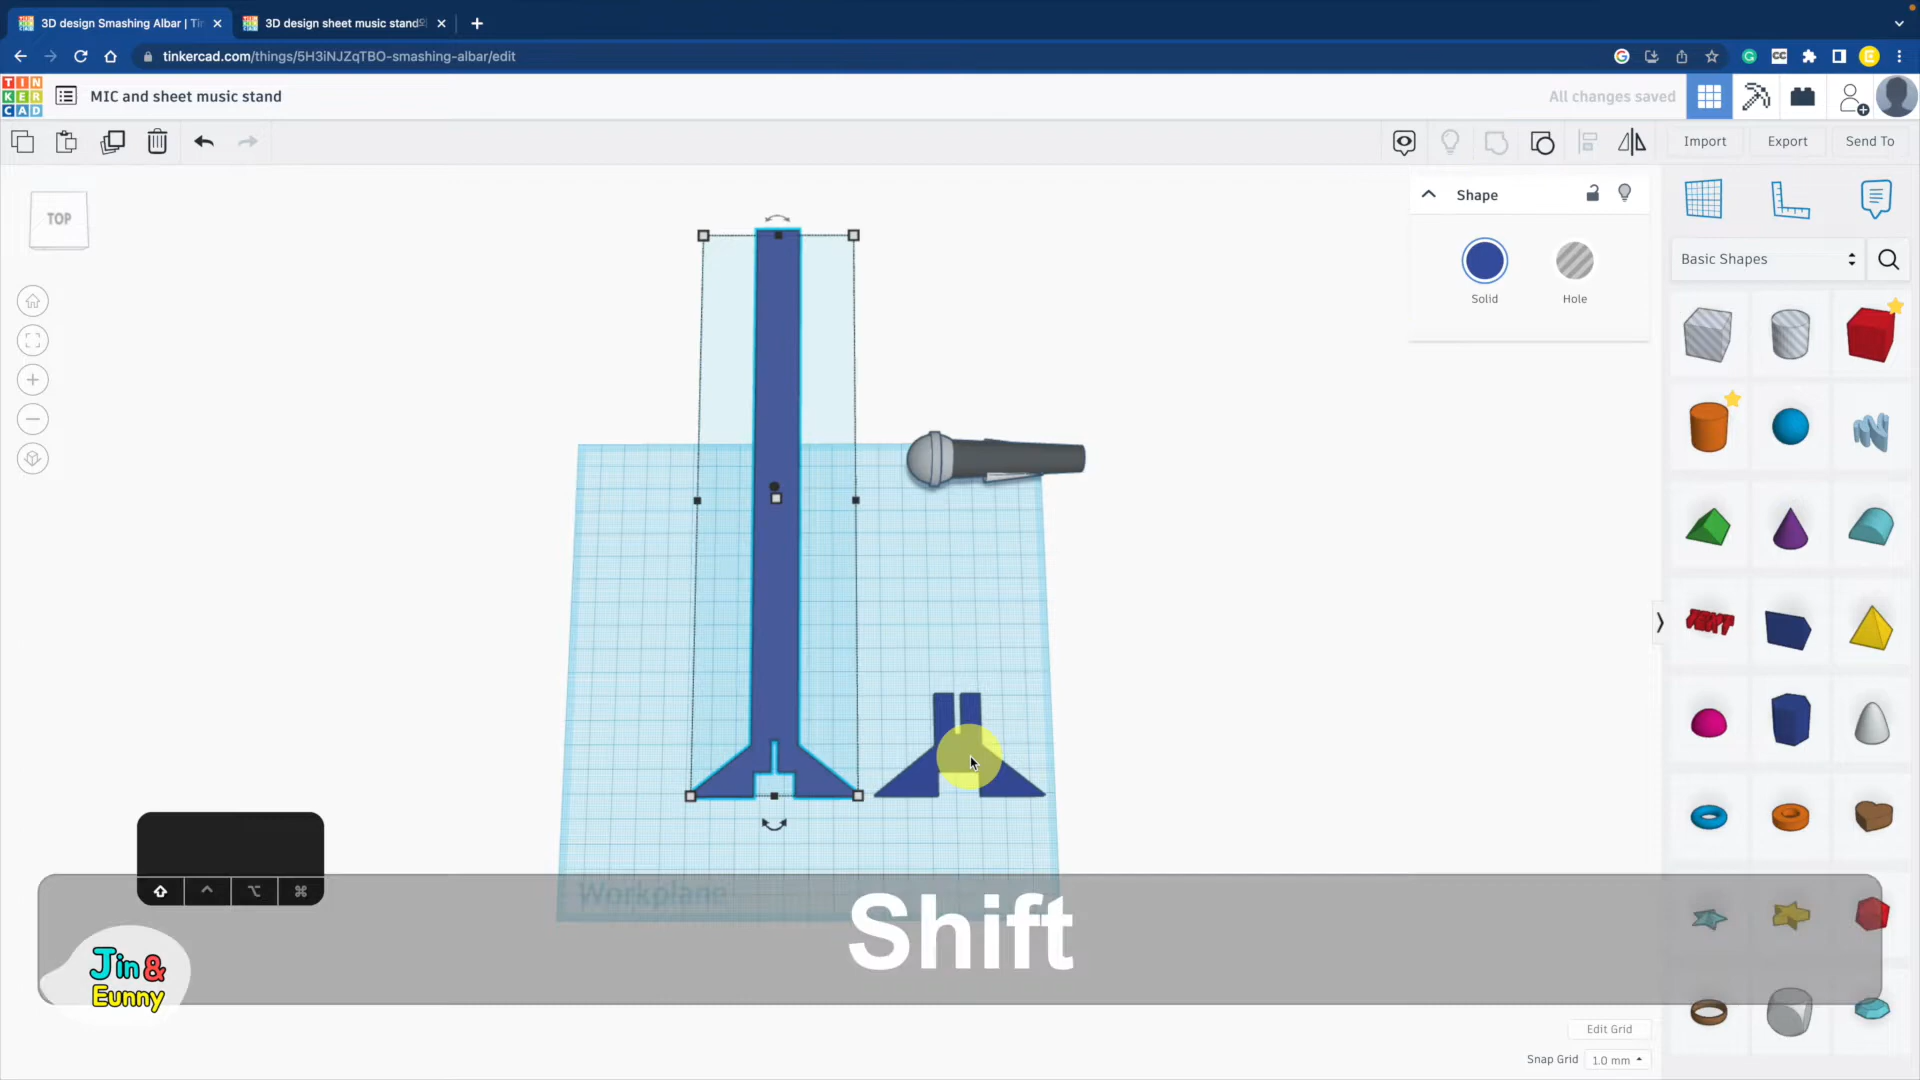 3D design Smashing Albar | Ti
3D design sheet music stand
tinkercad.com/things/5H3iNJZqTBO-smashing-albar/edit
TIN
KER
CAD
MIC and sheet music stand
All changes saved
Import
Export
Send To
TOP
Shape
Solid
Hole
Basic Shapes
TEXT
Workplane
Shift
Jin &
Eunny
Edit Grid
Snap Grid
1.0 mm